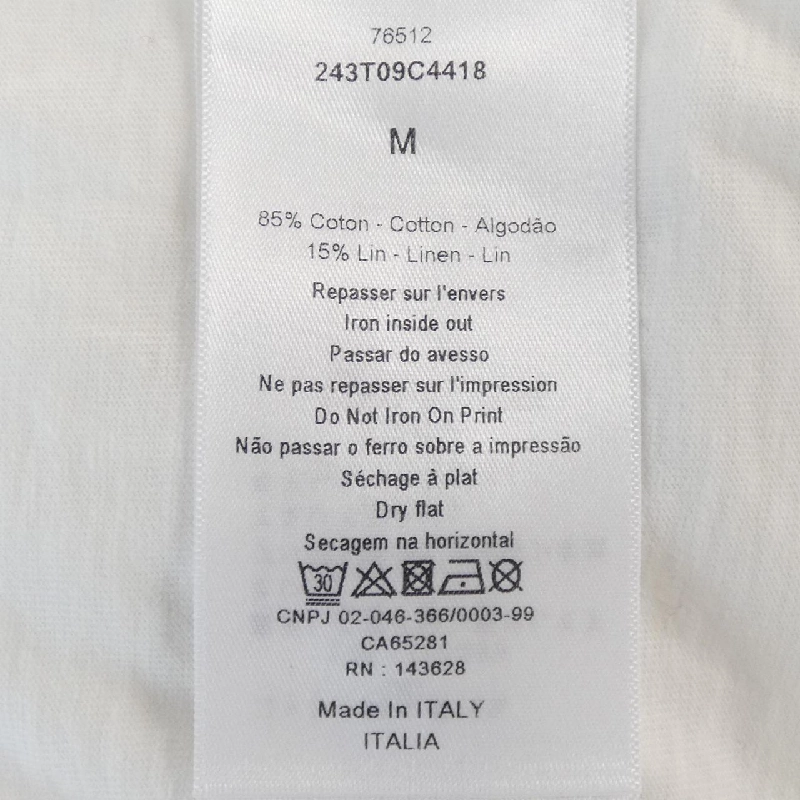 76512
243T09C4418
M
85% Coton - Cotton - Algodão
15% Lin - Linen - Lin
Repasser sur l'envers
Iron inside out
Passar do avesso
Ne pas repasser sur l'impression
Do Not Iron On Print
Não passar o ferro sobre a impressão
Séchage à plat
Dry flat
Secagem na horizontal
30
CNPJ 02-046-366/0003-99
CA65281
RN : 143628
Made In ITALY
ITALIA